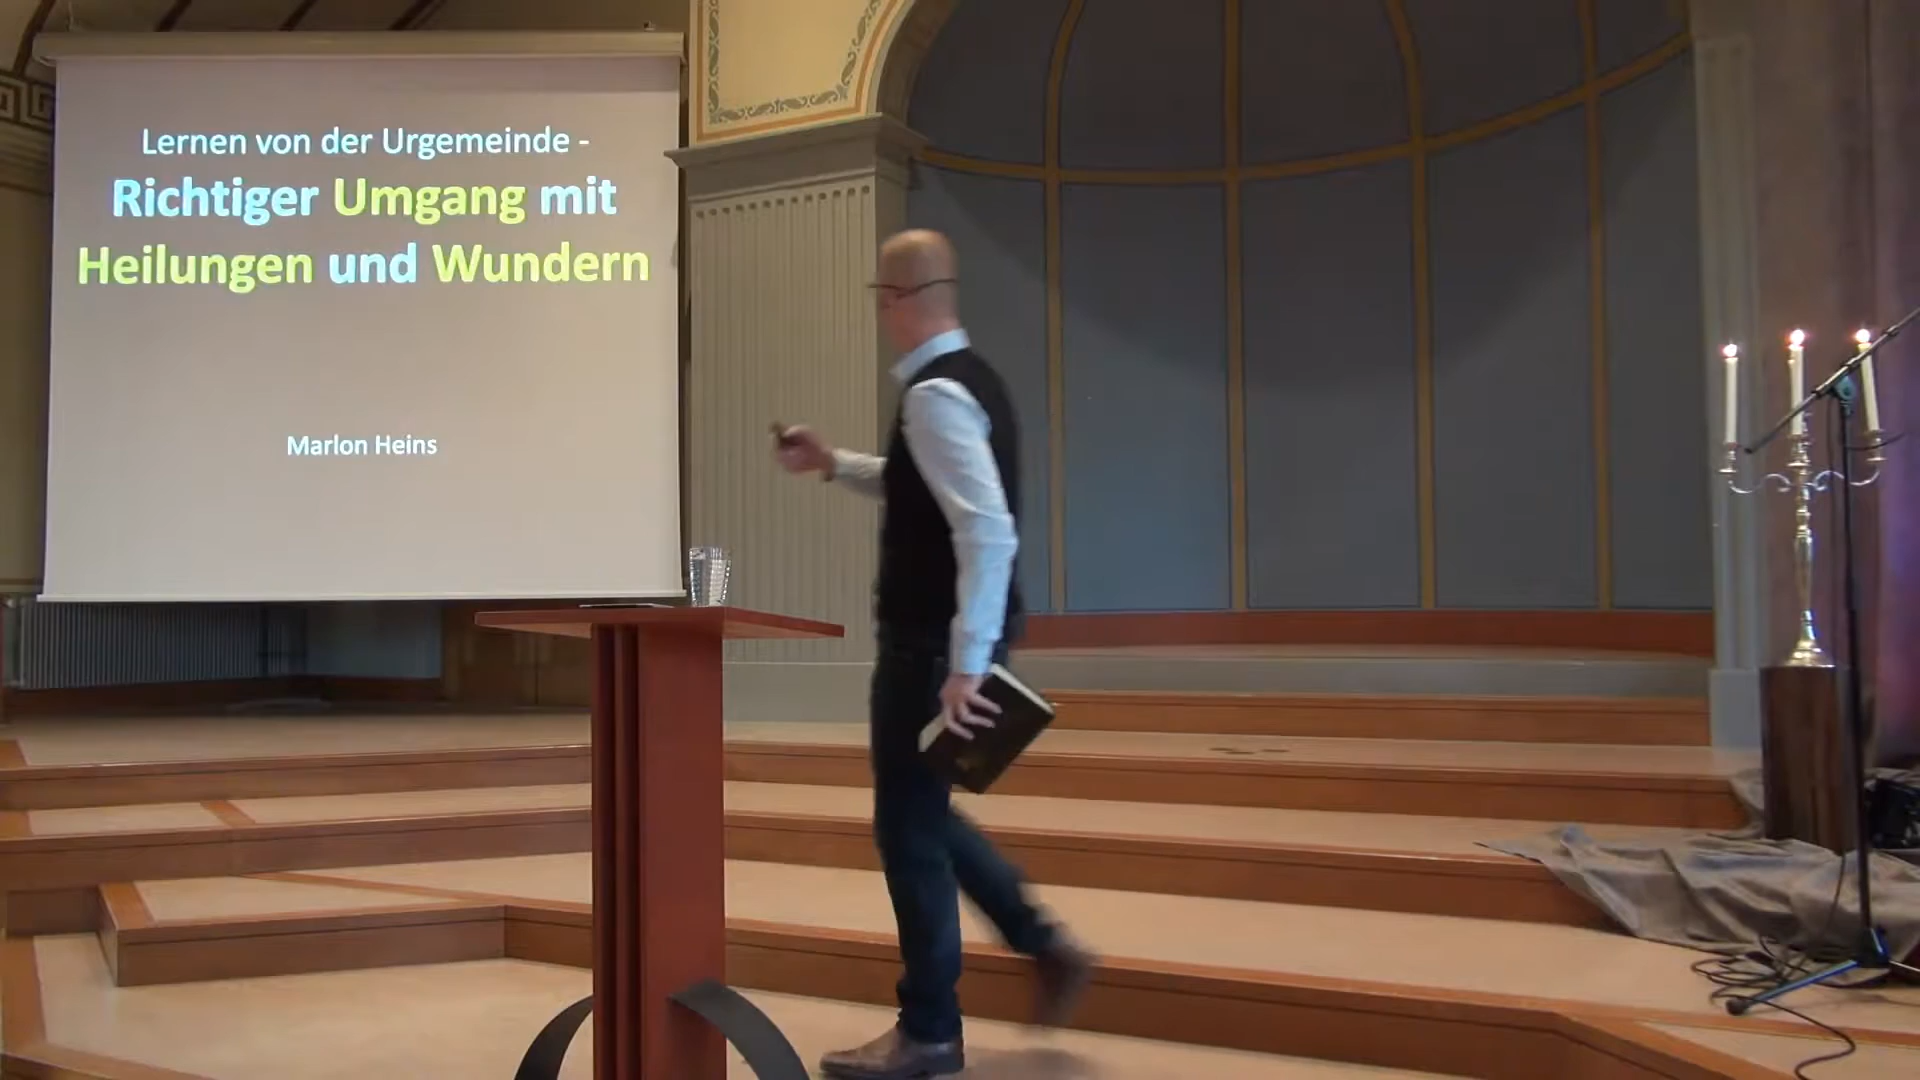 Lernen von der Urgemeinde -
Richtiger Umgang mit
Heilungen und Wundern
Marlon Heins